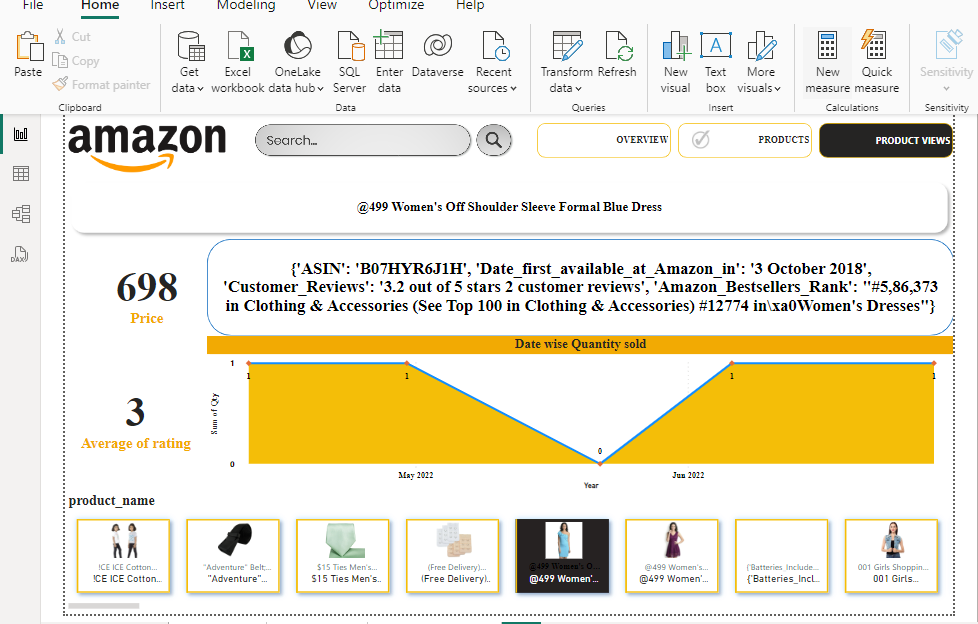 File Home Insert Modeling View Optimize Help
Paste
Cut
Copy
Format painter
Clipboard
Get data
Excel workbook
OneLake data hub
SQL Server
Enter data
Dataverse
Recent sources
Data
Transform data
Refresh
Queries
New visual
Text box
A
More visuals
Insert
New measure
Quick measure
Calculations
Sensitivity
Sensitivity
DAX
amazon
Search...
OVERVIEW
PRODUCTS
PRODUCT VIEWS
@499 Women's Off Shoulder Sleeve Formal Blue Dress
698
Price
{'ASIN': 'B07HYR6J1H', 'Date_first_available_at_Amazon_in': '3 October 2018',
'Customer_Reviews': '3.2 out of 5 stars 2 customer reviews', 'Amazon_Bestsellers_Rank': "#5,86,373
in Clothing & Accessories (See Top 100 in Clothing & Accessories) #12774 in\xa0Women's Dresses"}
Date wise Quantity sold
3
Average of rating
Sum of Qty
1
0
1
1
0
1
1
May 2022
Jun 2022
Year
product_name
!CE ICE Cotton...
!CE ICE Cotton...
"Adventure" Belt;...
"Adventure"...
$15 Ties Men's...
$15 Ties Men's..
(Free Delivery)...
(Free Delivery)..
@499 Women's O...
@499 Women'...
@499 Women's...
@499 Women'...
{'Batteries_Include...
{'Batteries_Incl...
001 Girls Shoppin...
001 Girls...